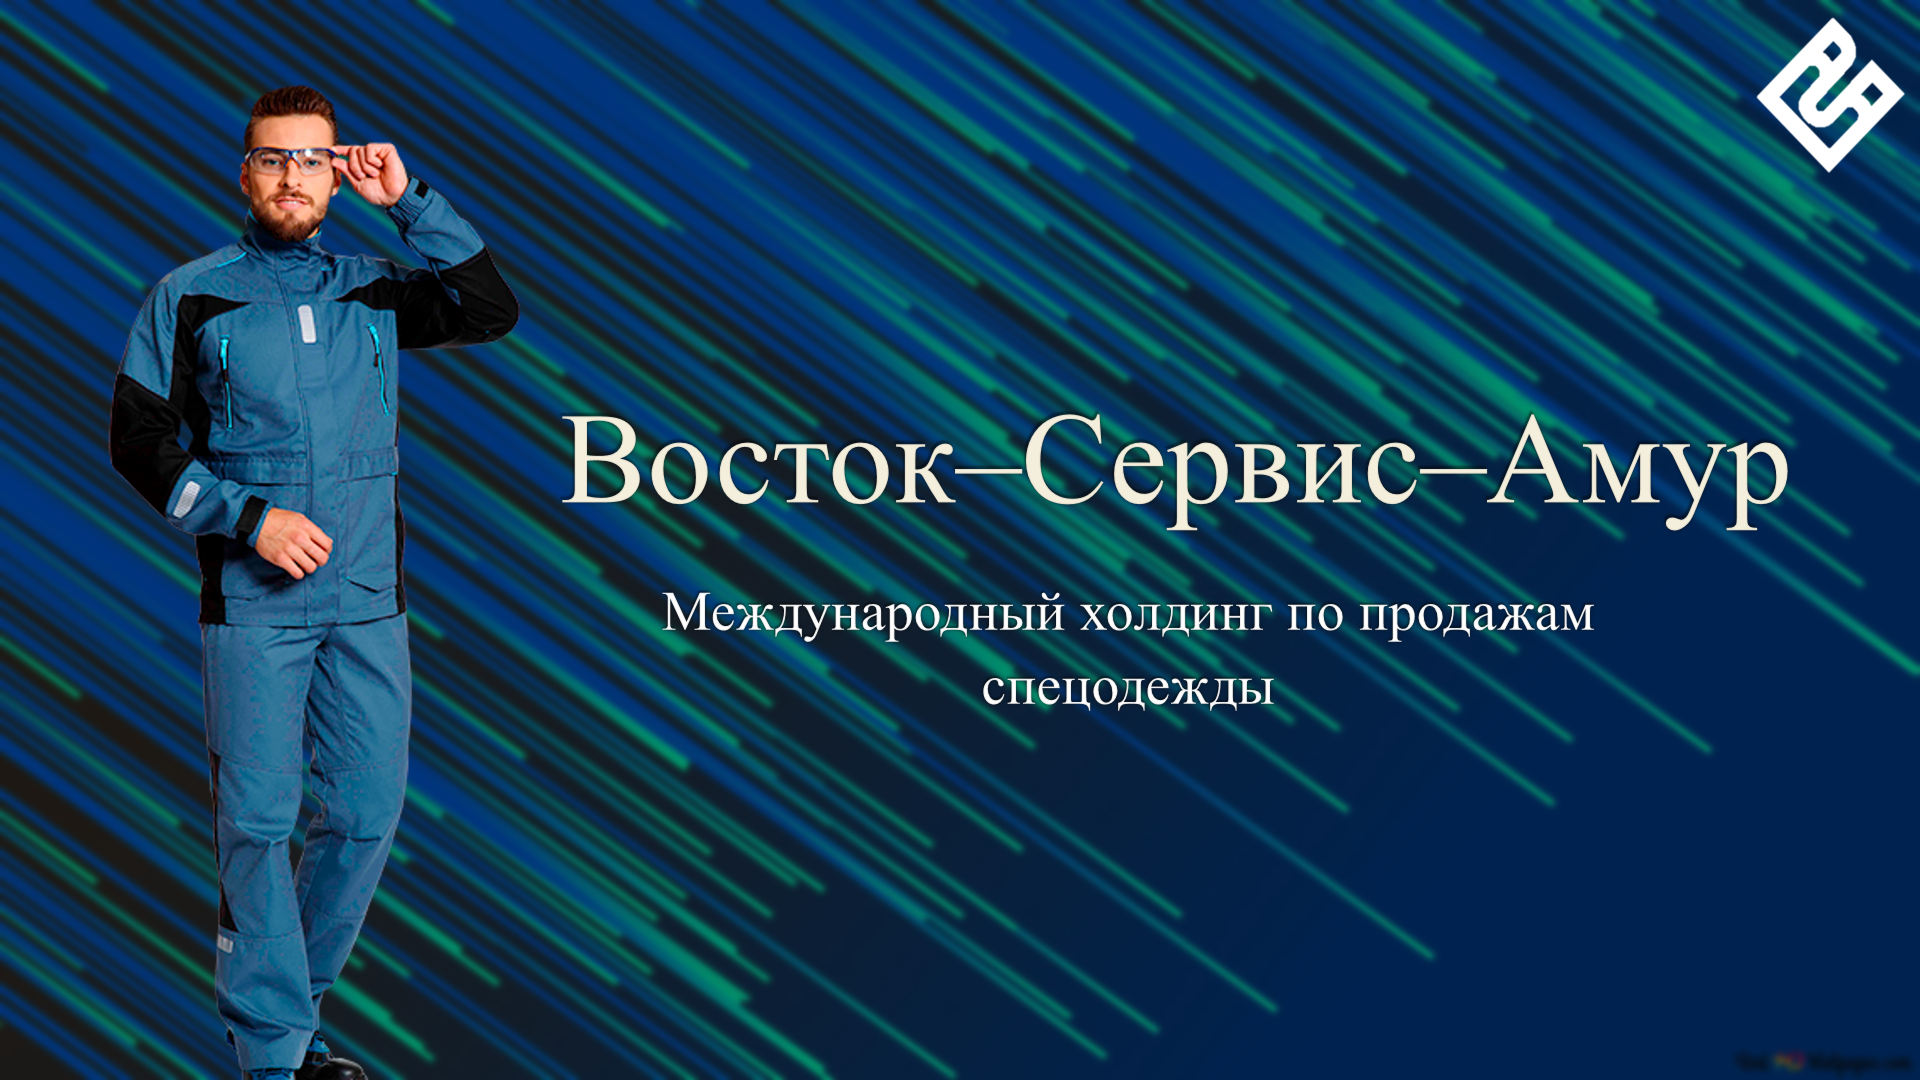 Восток–Сервис–Амур
Международный холдинг по продажам
спецодежды